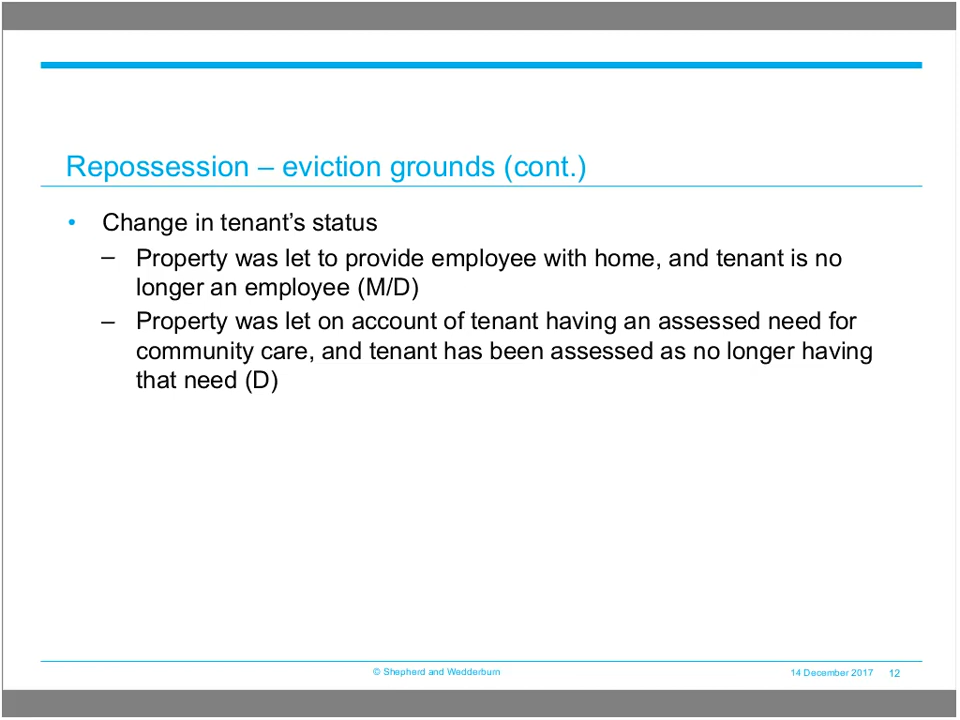 Repossession – eviction grounds (cont.)
• Change in tenant’s status
– Property was let to provide employee with home, and tenant is no
longer an employee (M/D)
– Property was let on account of tenant having an assessed need for
community care, and tenant has been assessed as no longer having
that need (D)
© Shepherd and Wedderburn
14 December 2017 12